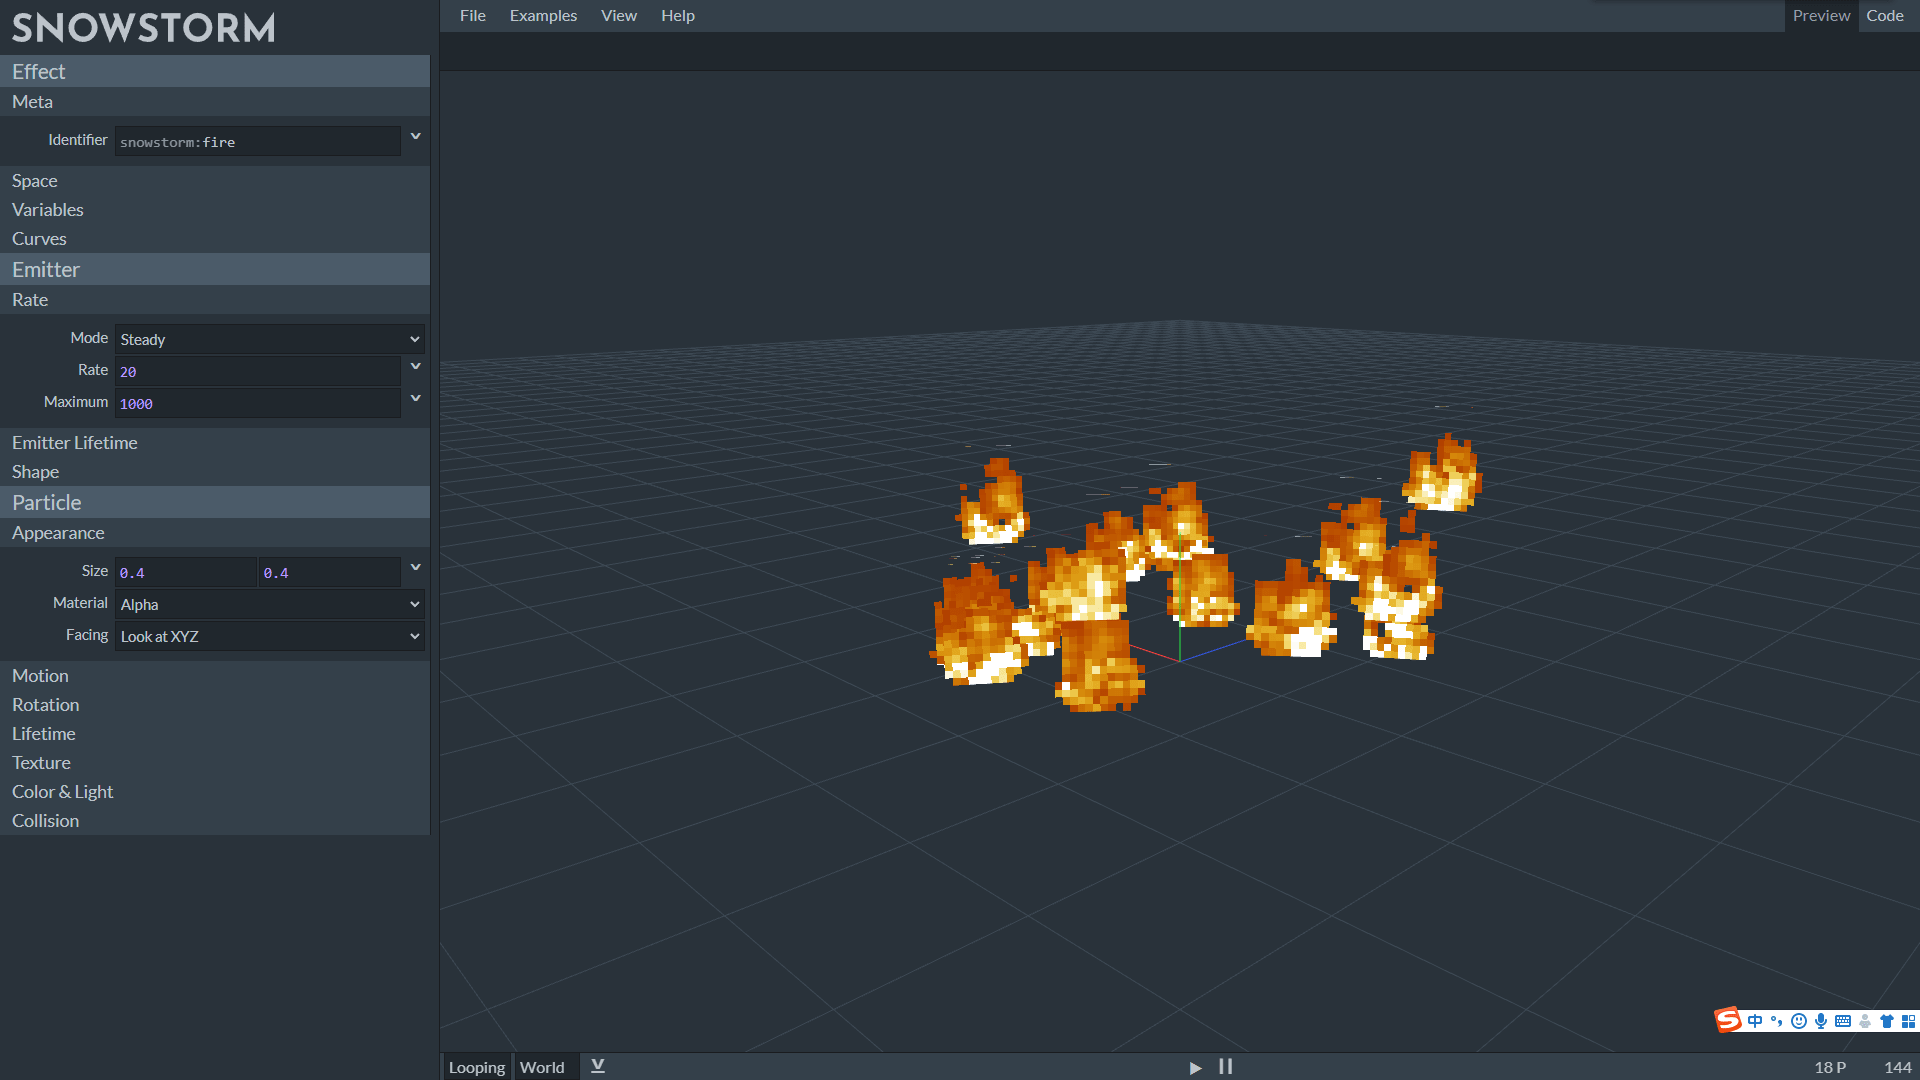 SNOWSTORM
File Examples View Help
Preview Code
Effect
Meta
Identifier snowstorm:fire
Space
Variables
Curves
Emitter
Rate
Mode Steady
Rate 20
Maximum 1000
Emitter Lifetime
Shape
Particle
Appearance
Size 0.4 0.4
Material Alpha
Facing Look at XYZ
Motion
Rotation
Lifetime
Texture
Color & Light
Collision
S 中
Looping World
18 P 144